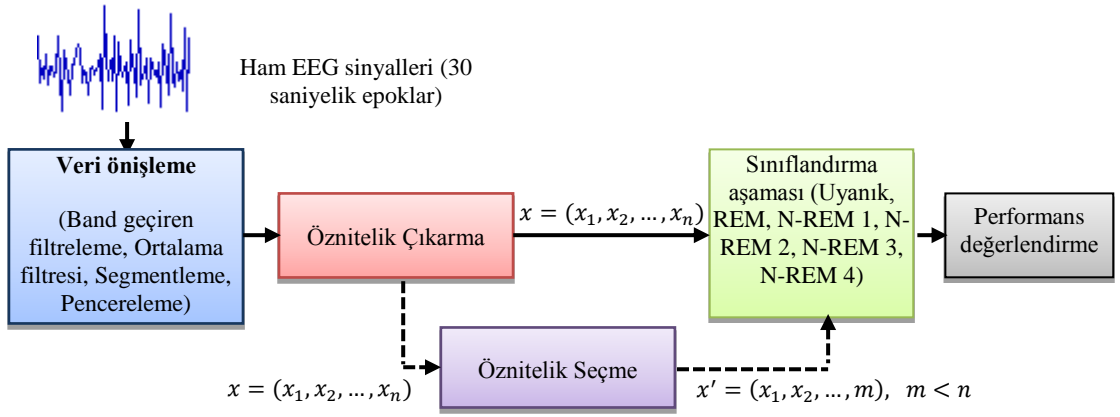 Ham EEG sinyalleri (30
saniyelik epoklar)
Veri önişleme
(Band geçiren
filtreleme, Ortalama
filtresi, Segmentleme,
Pencereleme)
Öznitelik Çıkarma
x = (x₁, x₂, …, xₙ)
Sınıflandırma
aşaması (Uyanık,
REM, N-REM 1, N-
REM 2, N-REM 3,
N-REM 4)
Performans
değerlendirme
x = (x₁, x₂, …, xₙ)
Öznitelik Seçme
x′ = (x₁, x₂, …, m), m < n